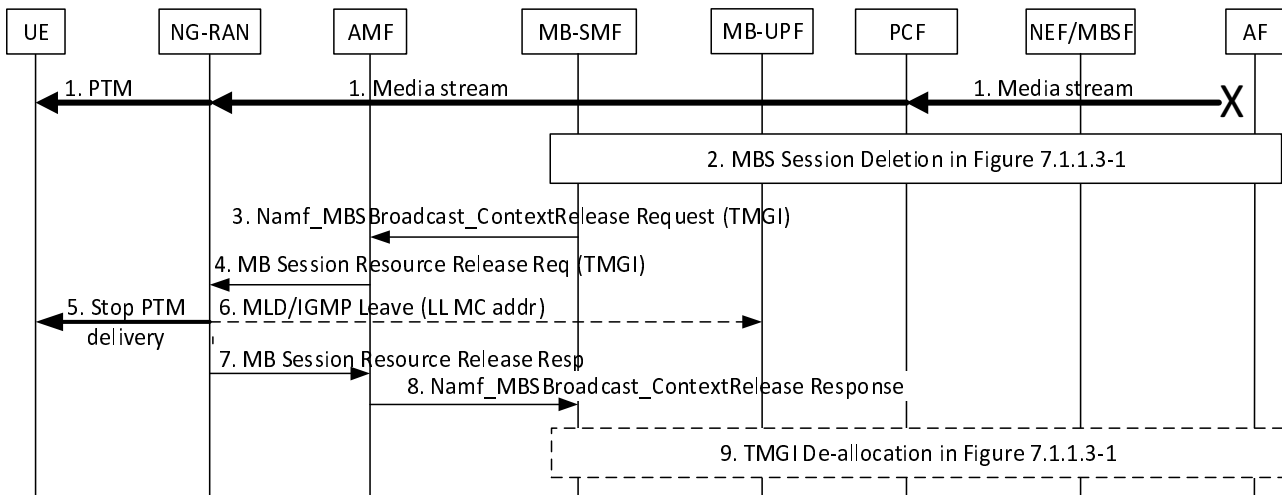 UE NG-RAN AMF MB-SMF MB-UPF PCF NEF/MBSF AF
1. PTM 1. Media stream 1. Media stream X
2. MBS Session Deletion in Figure 7.1.1.3-1
3. Namf_MBSBroadcast_ContextRelease Request (TMGI)
4. MB Session Resource Release Req (TMGI)
5. Stop PTM 6. MLD/IGMP Leave (LL MC addr)
delivery
7. MB Session Resource Release Resp
8. Namf_MBSBroadcast_ContextRelease Response
9. TMGI De-allocation in Figure 7.1.1.3-1